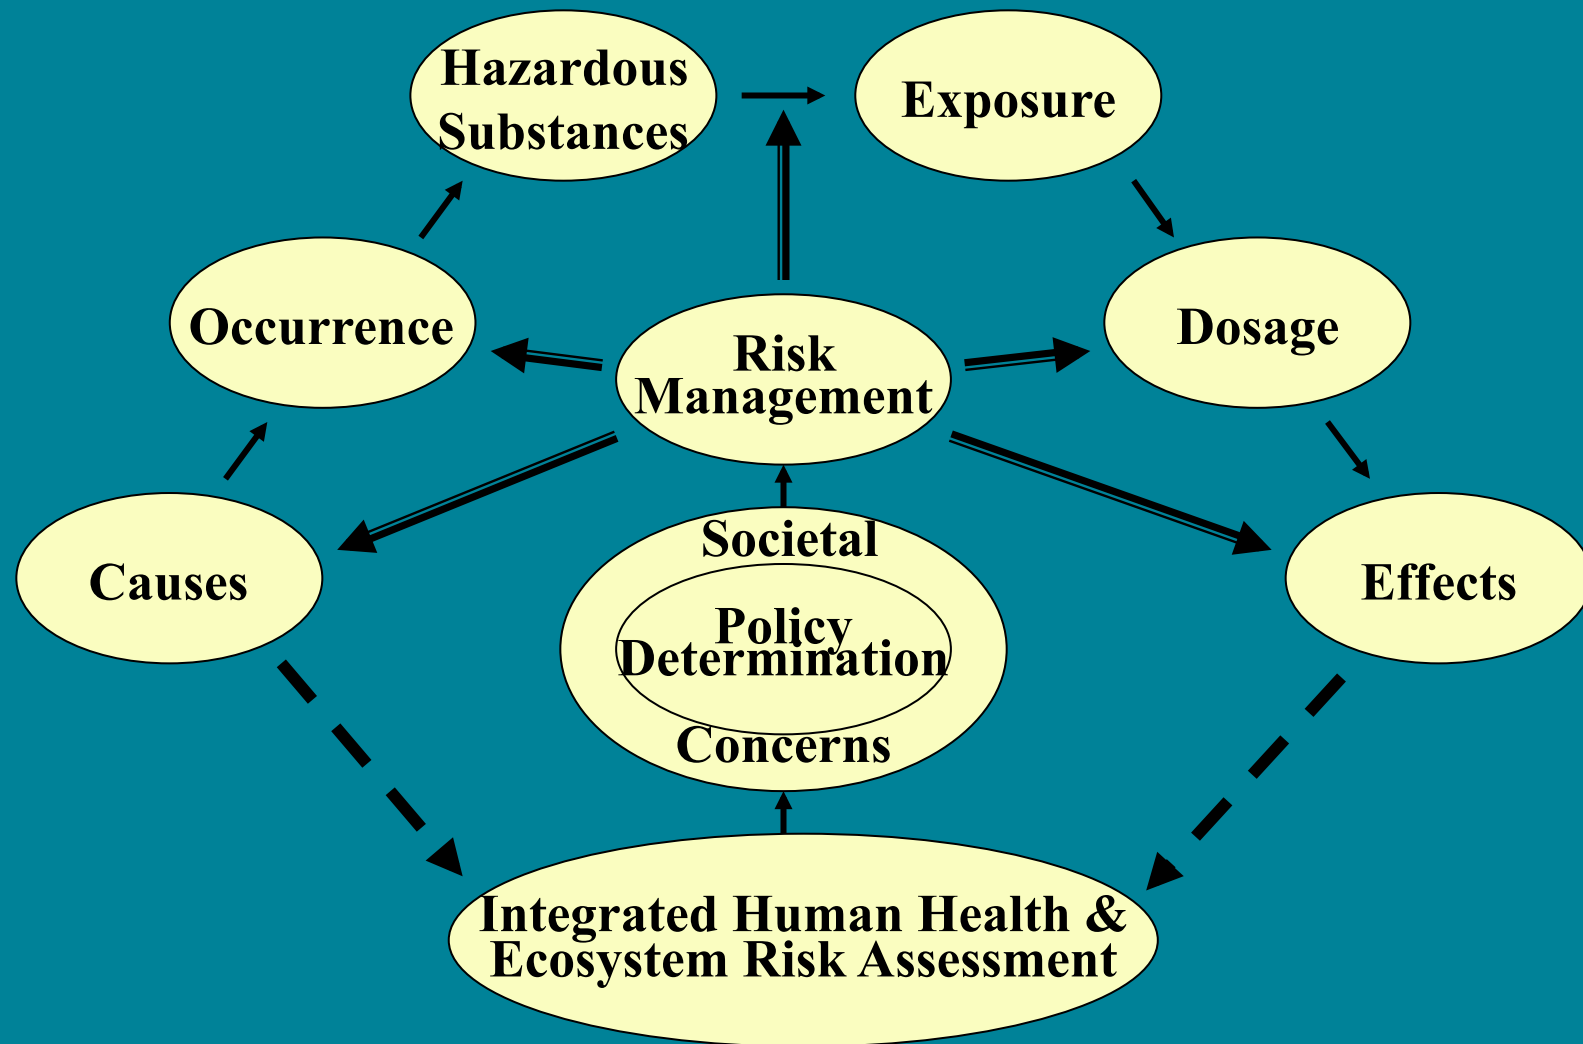 Hazardous
Substances
Exposure
Occurrence
Risk
Management
Dosage
Causes
Societal
Policy
Determination
Concerns
Effects
Integrated Human Health &
Ecosystem Risk Assessment